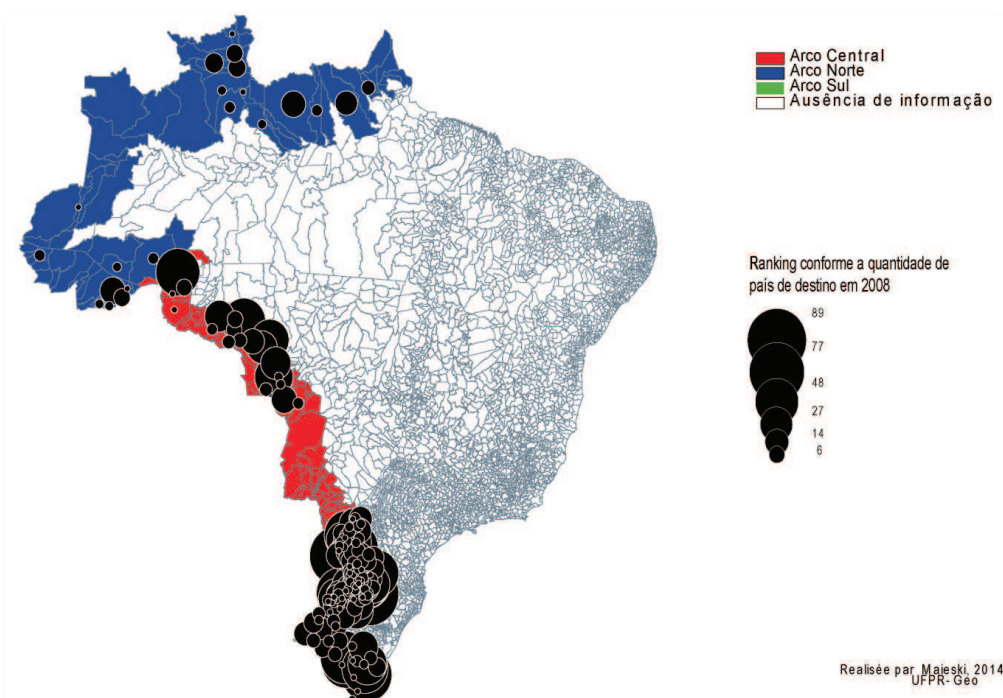 Arco Central
Arco Norte
Arco Sul
Ausência de informação
Ranking conforme a quantidade de
país de destino em 2008
89
77
48
27
14
6
Realisée par Majeski, 2014
UFPR- Géo